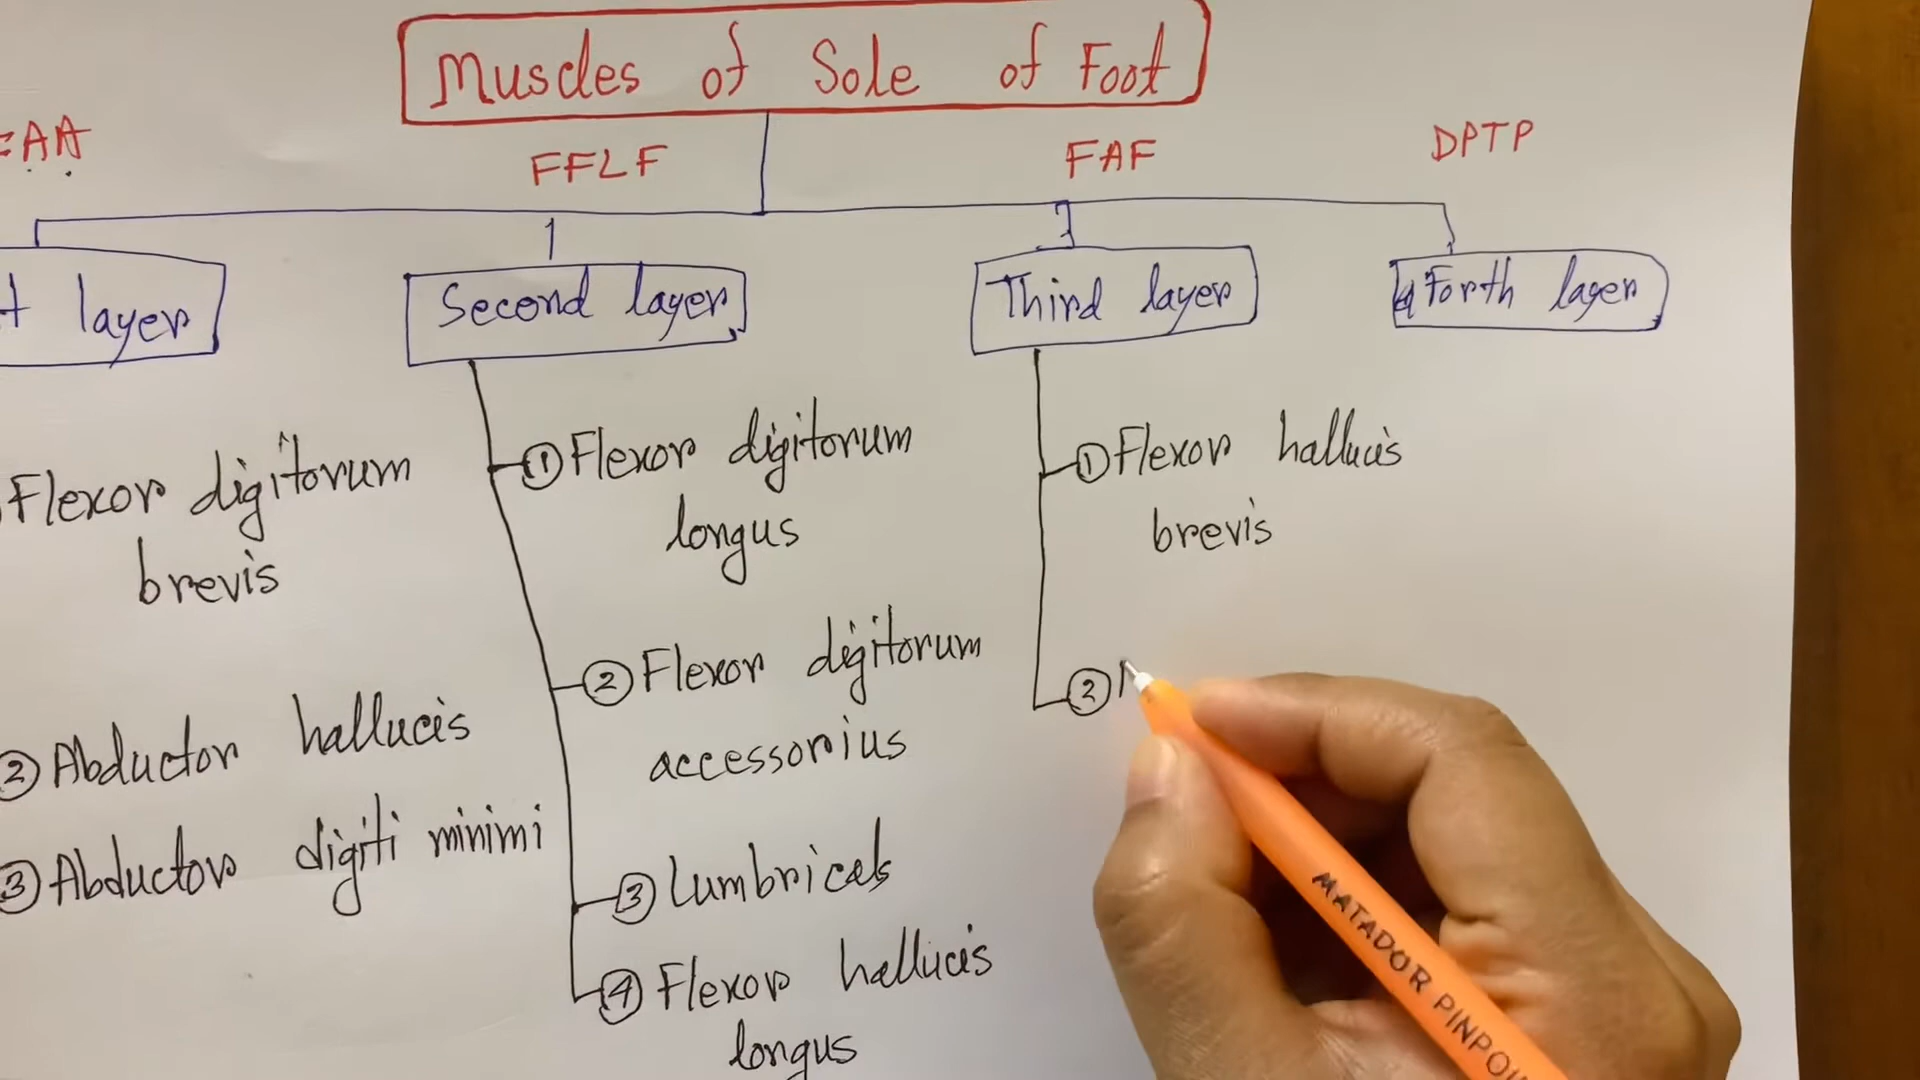 Muscles of Sole of Foot
FAA
FFLF
FAF
DPTP
layer
Second layer
Third layer
Forth layer
Flexor digitorum
brevis
② Abductor hallucis
③ Abductor digiti minimi
① Flexor digitorum
longus
② Flexor digitorum
accessorius
③ Lumbricals
④ Flexor hallucis
longus
① Flexor hallucis
brevis
②
MATADOR PINPO